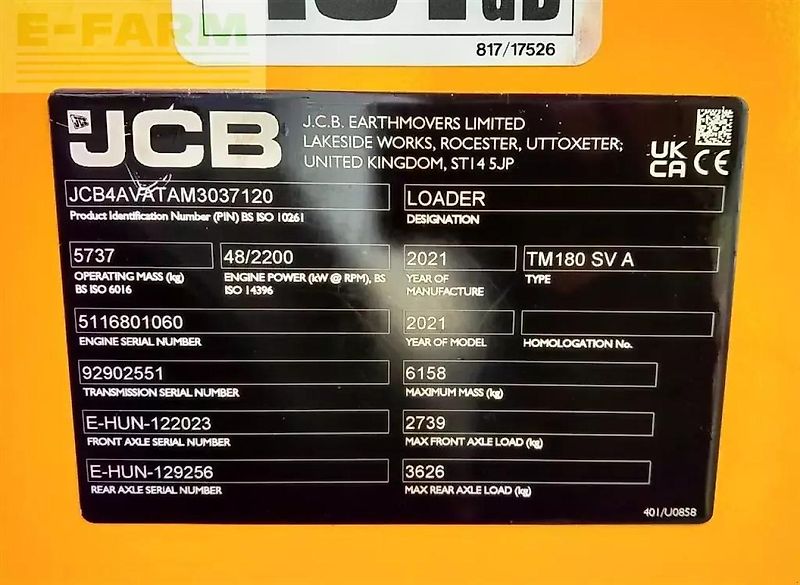 E-FARM
GB
817/17526
JCB
J.C.B. EARTHMOVERS LIMITED
LAKESIDE WORKS, ROCESTER, UTTOXETER;
UNITED KINGDOM, ST14 5JP
UK
CA CE
JCB4AVATAM3037120
Product Identification Number (PIN) BS ISO 10261
LOADER
DESIGNATION
5737
OPERATING MASS (kg)
BS ISO 6016
48/2200
ENGINE POWER (kW @ RPM), BS
ISO 14396
2021
YEAR OF
MANUFACTURE
TM180 SV A
TYPE
5116801060
ENGINE SERIAL NUMBER
2021
YEAR OF MODEL
HOMOLOGATION No.
92902551
TRANSMISSION SERIAL NUMBER
6158
MAXIMUM MASS (kg)
E-HUN-122023
FRONT AXLE SERIAL NUMBER
2739
MAX FRONT AXLE LOAD (kg)
E-HUN-129256
REAR AXLE SERIAL NUMBER
3626
MAX REAR AXLE LOAD (kg)
401/U0858